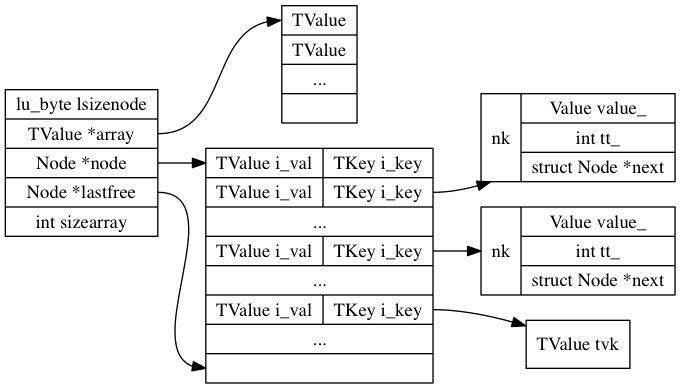 lu_byte lsizenode
TValue *array
Node *node
Node *lastfree
int sizearray
TValue
TValue
...
TValue i_val TKey i_key
TValue i_val TKey i_key
...
TValue i_val TKey i_key
...
TValue i_val TKey i_key
...
nk
Value value_
int tt_
struct Node *next
nk
Value value_
int tt_
struct Node *next
TValue tvk